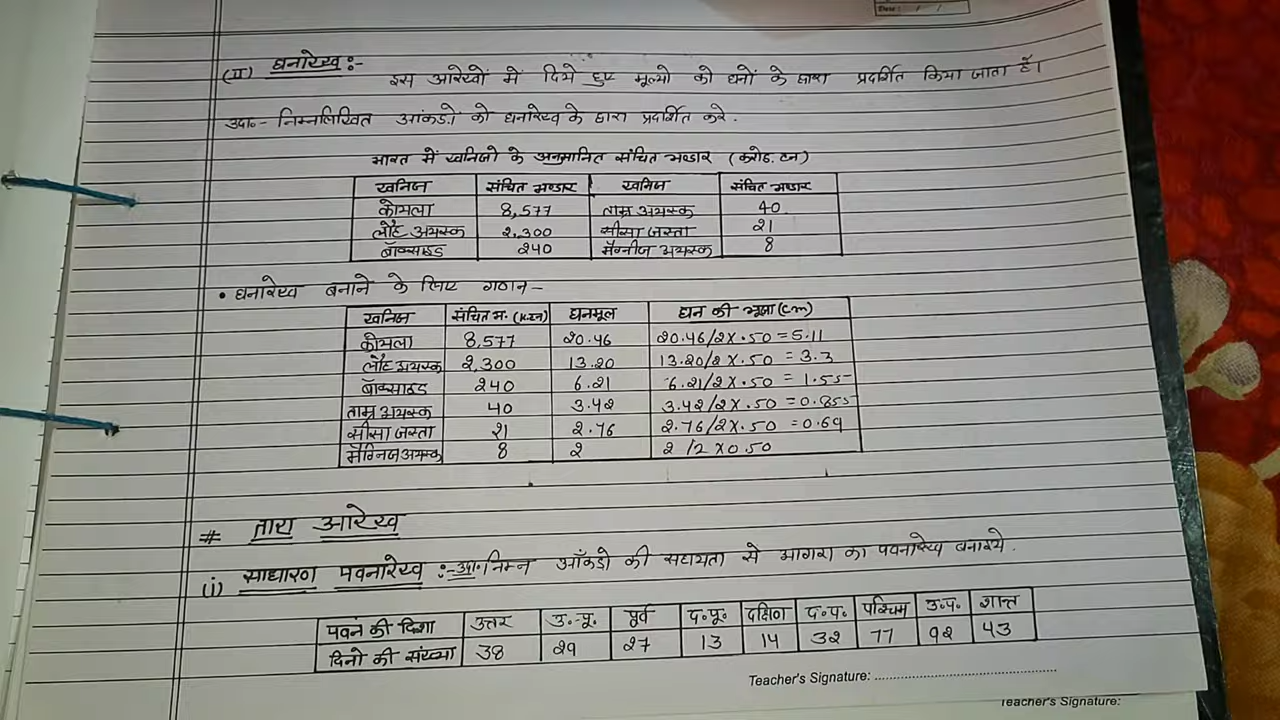 Date : / /
(II) घनारेख :-
इस आरेखों में दिये हुए मूल्यो को घनों के द्वारा प्रदर्शित किया जाता है।
उदा०- निम्नलिखित आंकडो को घनारेख के द्वारा प्रदर्शित करे .
भारत में खनिजो के अनुमानित संचित भण्डार (करोड. टन)
खनिज संचित भण्डार खनिज संचित भण्डार
कोयला 8,577 ताम्र अयस्क 40
लौह अयस्क 2,300 सीसा जस्ता 21
बॉक्साइड 240 मैग्नीज अयस्क 8
• घनारेख बनाने के लिए गणन -
खनिज संचित भ. (क.टन) घनमूल घन की भूजा (Cm)
कोयला 8,577 20.46 20.46/2X.50 = 5.11
लौह अयस्क 2,300 13.20 13.20/2X.50 = 3.3
बॉक्साइड 240 6.21 6.21/2X.50 = 1.55
ताम्र अयस्क 40 3.42 3.42/2X.50 = 0.855
सीसा जस्ता 21 2.76 2.76/2X.50 = 0.69
मैग्निज अयस्क 8 2 2/2X0.50
# तारा आरेख
(i) साधारण पवनारेख :- उदा. निम्न आँकडो की सहायता से आगरा का पवनारेख बनाइये .
पवन की दिशा उत्तर उ.-पू. पूर्व द.पू. दक्षिण द.प. पश्चिम उ.प. शान्त
दिनो की संख्या 38 29 27 13 14 32 77 92 43
Teacher's Signature: ................................................
Teacher's Signature: